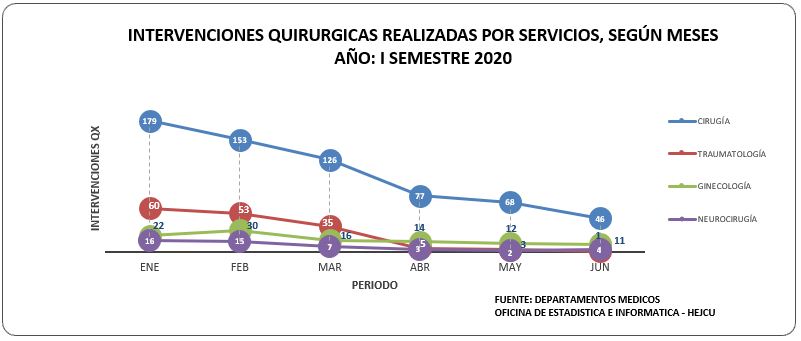 INTERVENCIONES QUIRURGICAS REALIZADAS POR SERVICIOS, SEGÚN MESES
AÑO: I SEMESTRE 2020
INTERVENCIONES QX
179
153
126
77
68
46
60
53
35
5
3
1
22
30
16
14
12
11
16
15
7
2
4
ENE
FEB
MAR
ABR
MAY
JUN
PERIODO
CIRUGÍA
TRAUMATOLOGÍA
GINECOLOGÍA
NEUROCIRUGÍA
FUENTE: DEPARTAMENTOS MEDICOS
OFICINA DE ESTADISTICA E INFORMATICA - HEJCU